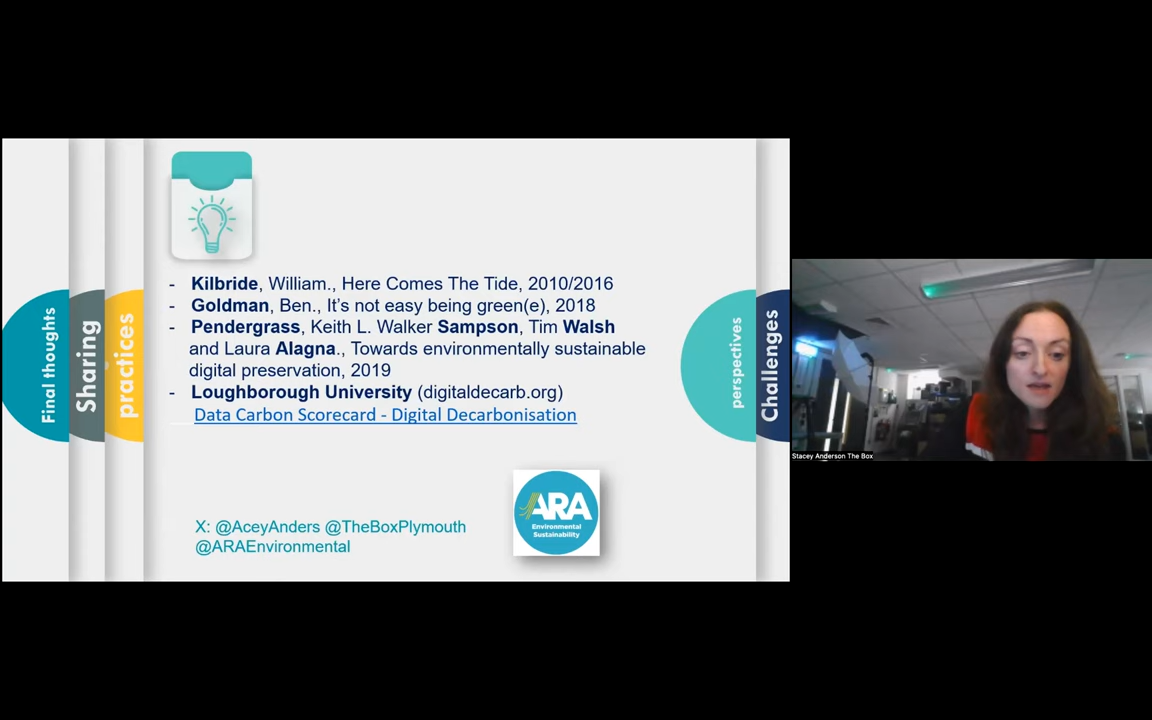 Final thoughts
Sharing
practices
- Kilbride, William., Here Comes The Tide, 2010/2016
- Goldman, Ben., It's not easy being green(e), 2018
- Pendergrass, Keith L. Walker Sampson, Tim Walsh
and Laura Alagna., Towards environmentally sustainable
digital preservation, 2019
- Loughborough University (digitaldecarb.org)
Data Carbon Scorecard - Digital Decarbonisation
X: @AceyAnders @TheBoxPlymouth
@ARAEnvironmental
ARA
Environmental
Sustainability
perspectives
Challenges
Stacey Anderson The Box